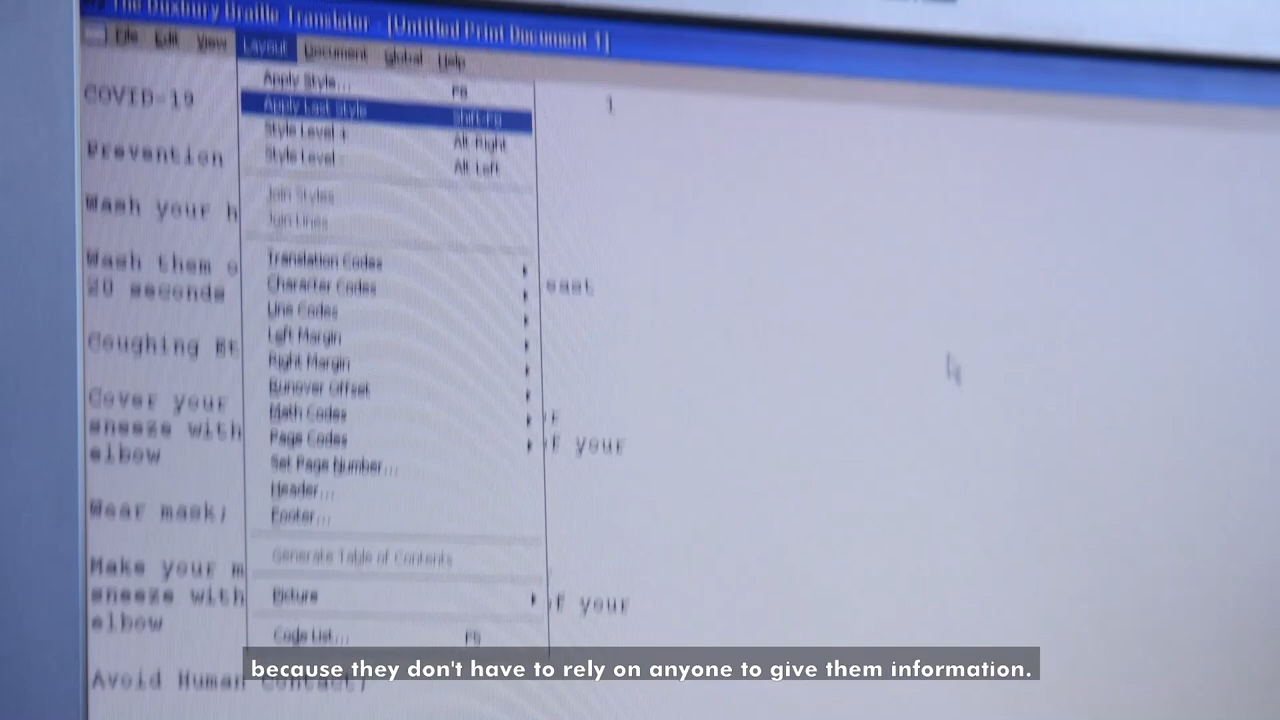 The Duxbury Braille Translator - [Untitled Print Document 1]
File Edit View Layout Document Global Help
Apply Style... F8
Apply Last Style Shift-F8
Style Level + Alt-Right
Style Level - Alt-Left
Join Styles
Join Lines
Translation Codes
Character Codes
Line Codes
Left Margin
Right Margin
Runover Offset
Math Codes
Page Codes
Set Page Number...
Header...
Footer...
Generate Table of Contents
Picture
Code List... F5
COVID-19 1
Prevention
Wash your h
Wash them o east
20 seconds
Coughing Et
Cover your
sneeze with of your
elbow
Wear mask;
Make your m
sneeze with of your
elbow
Avoid Human Contact;
because they don't have to rely on anyone to give them information.